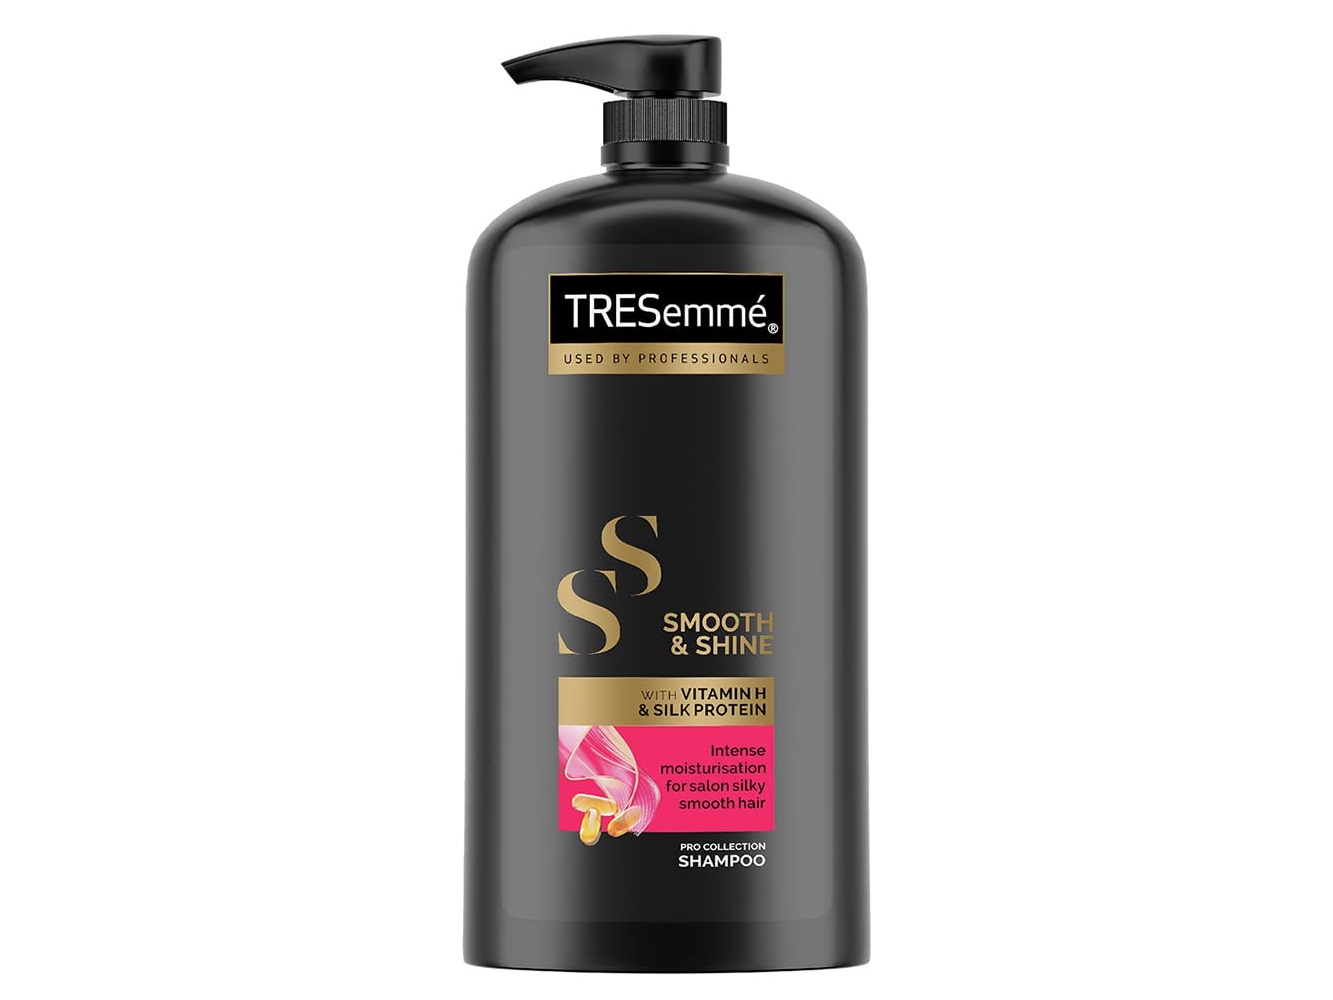 TRESemmé®
USED BY PROFESSIONALS
SS
SMOOTH
& SHINE
WITH VITAMIN H
& SILK PROTEIN
Intense
moisturisation
for salon silky
smooth hair
PRO COLLECTION
SHAMPOO